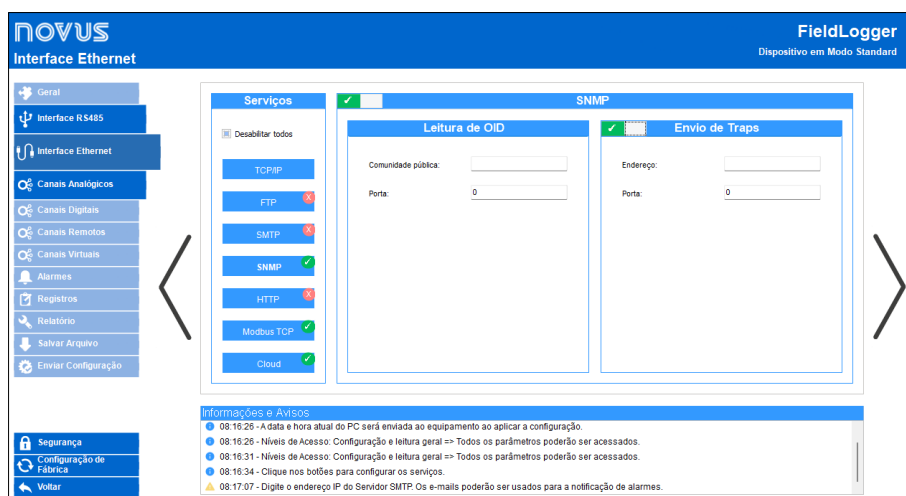 novus
FieldLogger
Interface Ethernet
Dispositivo em Modo Standard
Geral
Interface RS485
Interface Ethernet
Canais Analógicos
Canais Digitais
Canais Remotos
Canais Virtuais
Alarmes
Registros
Relatório
Salvar Arquivo
Enviar Configuração
Segurança
Configuração de
Fábrica
Voltar
Serviços
Desabilitar todos
TCP/IP
FTP
SMTP
SNMP
HTTP
Modbus TCP
Cloud
SNMP
Leitura de OID
Comunidade pública:
Porta: 0
Envio de Traps
Endereço:
Porta: 0
Informações e Avisos
08:16:26 - A data e hora atual do PC será enviada ao equipamento ao aplicar a configuração.
08:16:26 - Níveis de Acesso: Configuração e leitura geral => Todos os parâmetros poderão ser acessados.
08:16:31 - Níveis de Acesso: Configuração e leitura geral => Todos os parâmetros poderão ser acessados.
08:16:34 - Clique nos botões para configurar os serviços.
08:17:07 - Digite o endereço IP do Servidor SMTP. Os e-mails poderão ser usados para a notificação de alarmes.